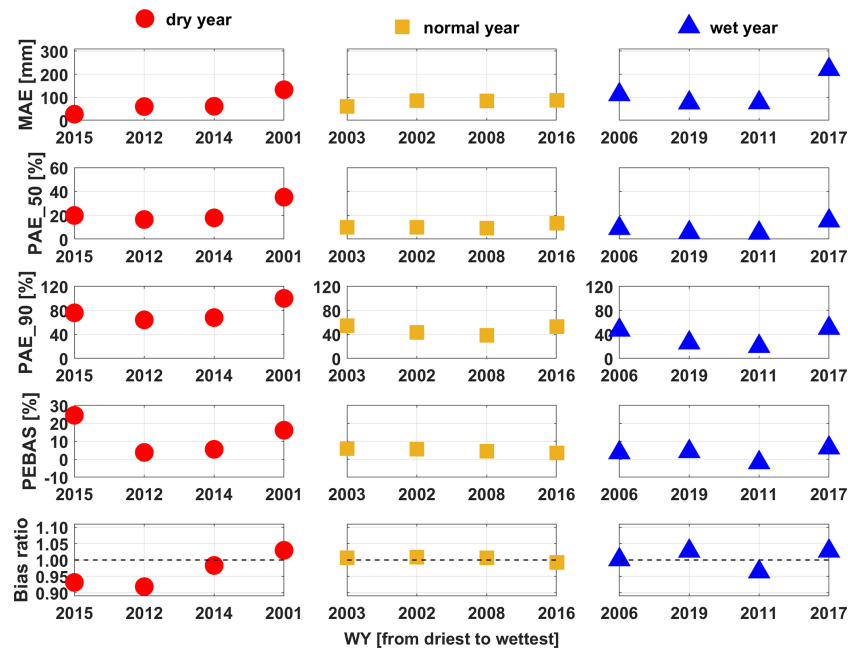 dry year
normal year
wet year
MAE [mm]
300
200
100
0
2015 2012 2014 2001
2003 2002 2008 2016
2006 2019 2011 2017
PAE_50 [%]
60
40
20
0
2015 2012 2014 2001
2003 2002 2008 2016
2006 2019 2011 2017
PAE_90 [%]
120
80
40
0
2015 2012 2014 2001
120
80
40
0
2003 2002 2008 2016
120
80
40
0
2006 2019 2011 2017
PEBAS [%]
30
20
10
0
-10
2015 2012 2014 2001
2003 2002 2008 2016
2006 2019 2011 2017
Bias ratio
1.10
1.05
1.00
0.95
0.90
2015 2012 2014 2001
2003 2002 2008 2016
2006 2019 2011 2017
WY [from driest to wettest]